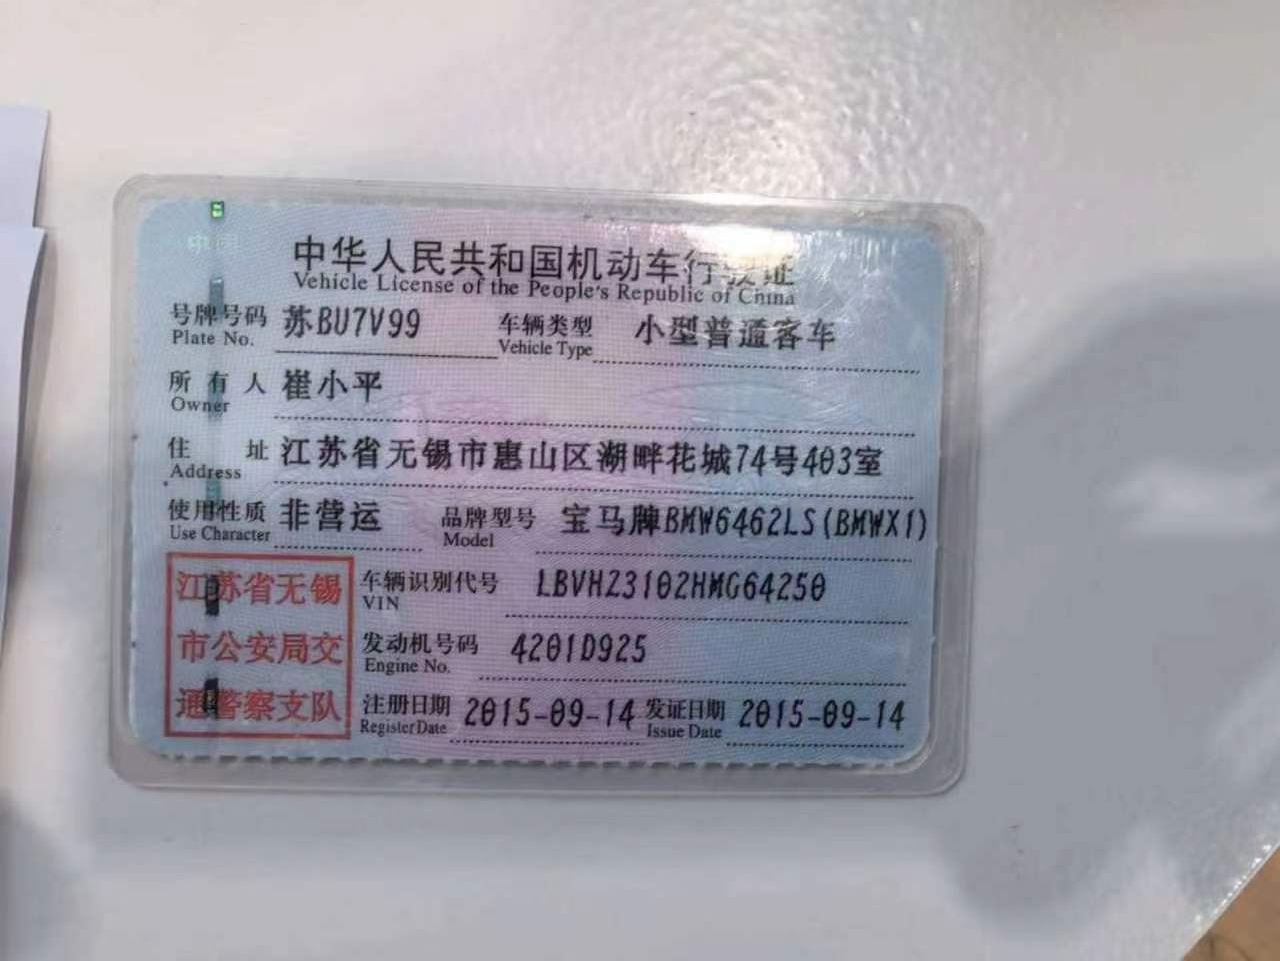 中国
中华人民共和国机动车行驶证
Vehicle License of the People's Republic of China
号牌号码 苏BU7V99 车辆类型 小型普通客车
Plate No. Vehicle Type
所有人 崔小平
Owner
住址 江苏省无锡市惠山区湖畔花城74号403室
Address
使用性质 非营运 品牌型号 宝马牌BMW6462LS(BMWX1)
Use Character Model
江苏省无锡
市公安局交
通警察支队
车辆识别代号 LBVHZ3102HMG64250
VIN
发动机号码 4201D925
Engine No.
注册日期 2015-09-14 发证日期 2015-09-14
Register Date Issue Date